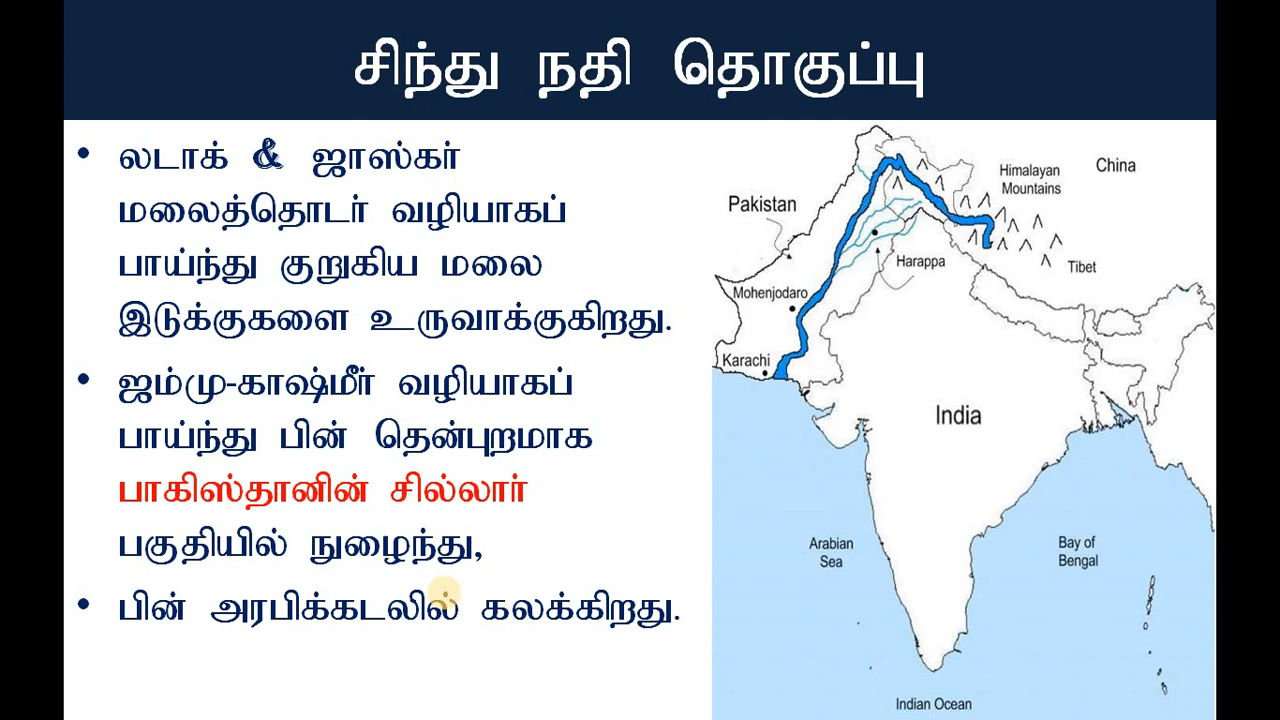 சிந்து நதி தொகுப்பு
• லடாக் & ஜாஸ்கர்
மலைத்தொடர் வழியாகப்
பாய்ந்து குறுகிய மலை
இடுக்குகளை உருவாக்குகிறது.
• ஜம்மு-காஷ்மீர் வழியாகப்
பாய்ந்து பின் தென்புறமாக
பாகிஸ்தானின் சில்லார்
பகுதியில் நுழைந்து,
• பின் அரபிக்கடலில் கலக்கிறது.
China
Himalayan
Mountains
Pakistan
Harappa
Tibet
Mohenjodaro
Karachi
India
Arabian
Sea
Bay of
Bengal
Indian Ocean